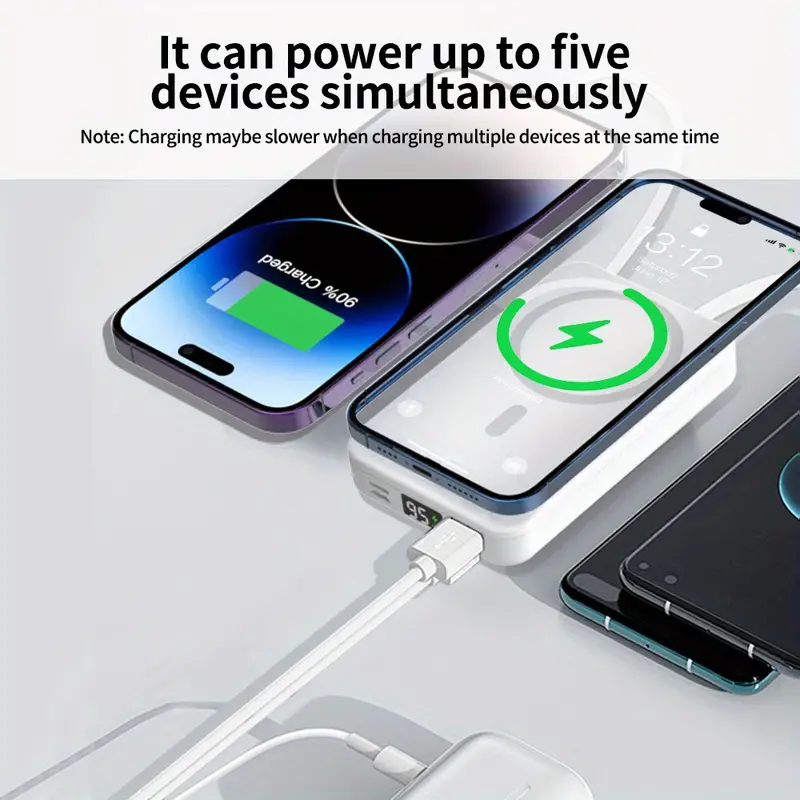 It can power up to five
devices simultaneously
Note: Charging maybe slower when charging multiple devices at the same time
90% Charged
13:12
95